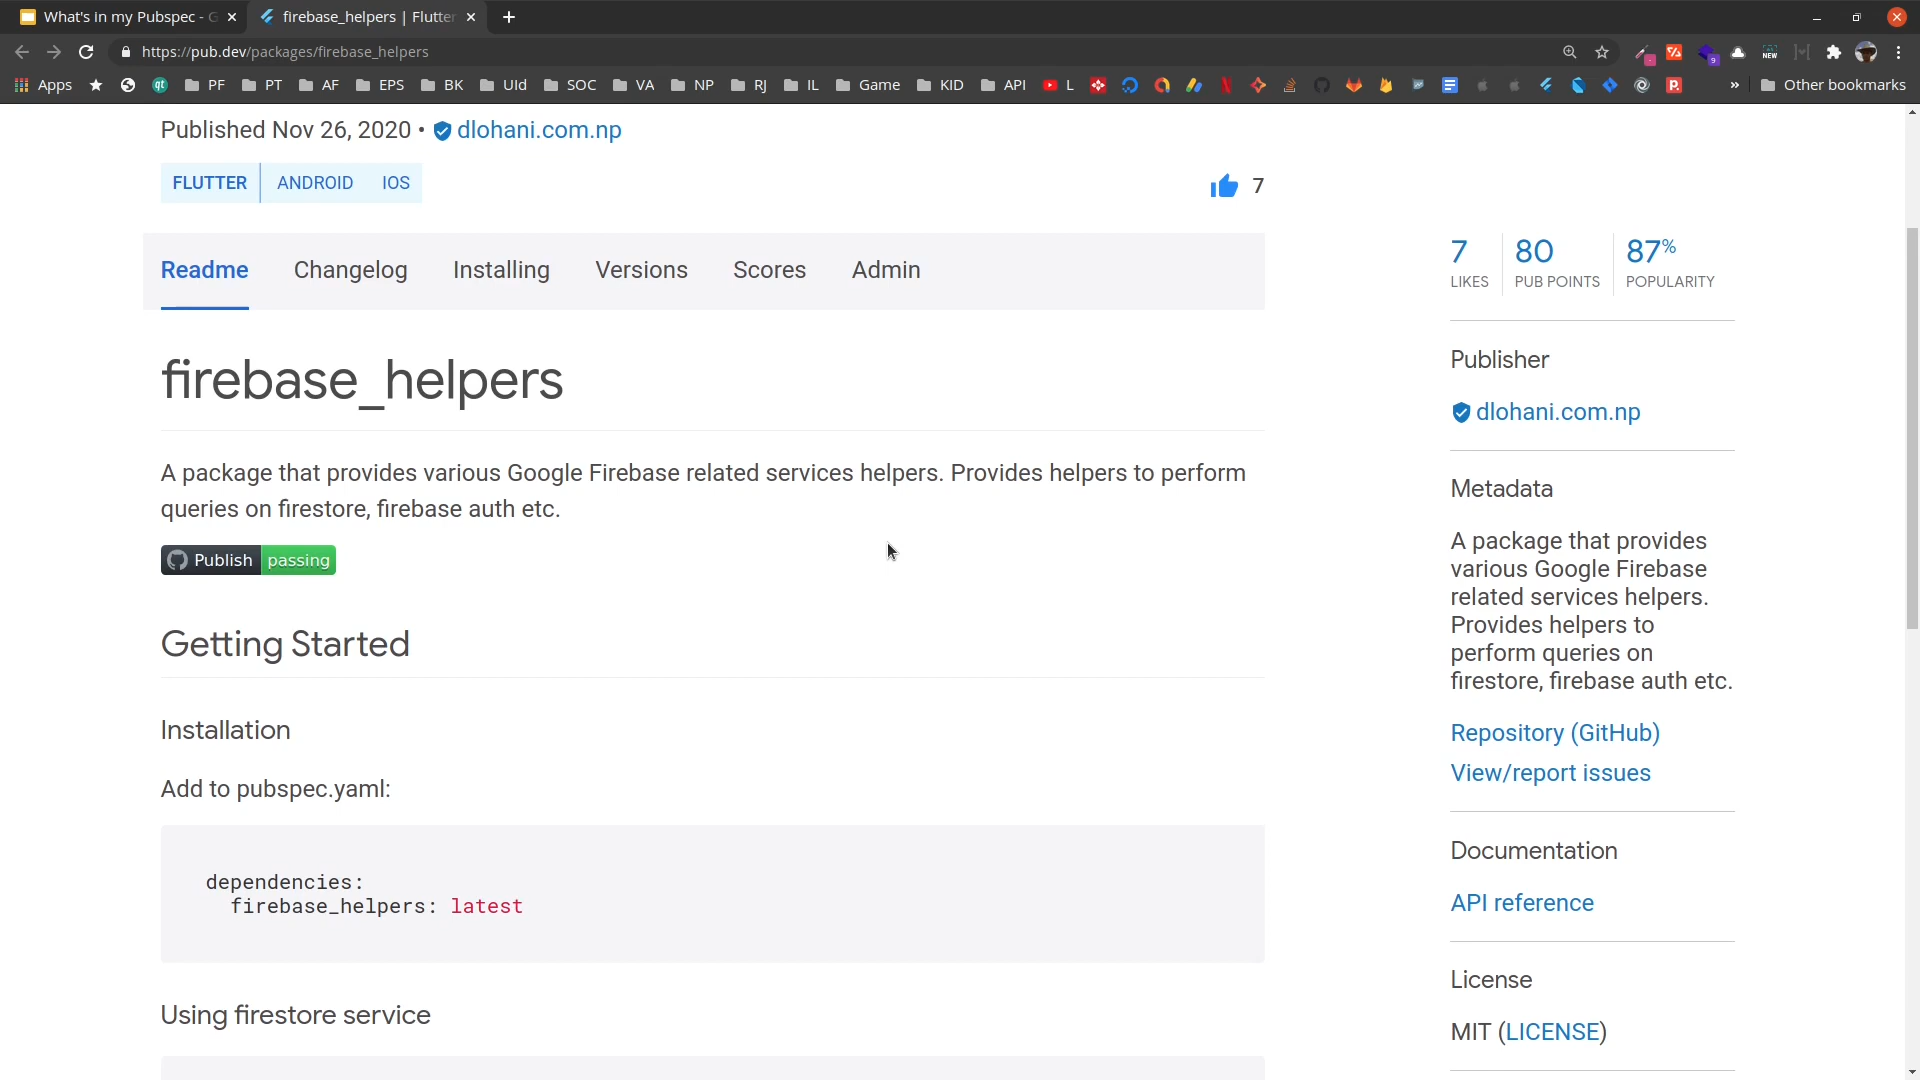 What's in my Pubspec - G
firebase_helpers | Flutter
https://pub.dev/packages/firebase_helpers
Apps
PF
PT
AF
EPS
BK
UId
SOC
VA
NP
RJ
IL
Game
KID
API
L
»
Other bookmarks
Published Nov 26, 2020 • dlohani.com.np
FLUTTER ANDROID IOS
7
Readme Changelog Installing Versions Scores Admin
firebase_helpers
A package that provides various Google Firebase related services helpers. Provides helpers to perform
queries on firestore, firebase auth etc.
Publish passing
Getting Started
Installation
Add to pubspec.yaml:
dependencies:
firebase_helpers: latest
Using firestore service
7 80 87%
LIKES PUB POINTS POPULARITY
Publisher
dlohani.com.np
Metadata
A package that provides
various Google Firebase
related services helpers.
Provides helpers to
perform queries on
firestore, firebase auth etc.
Repository (GitHub)
View/report issues
Documentation
API reference
License
MIT (LICENSE)